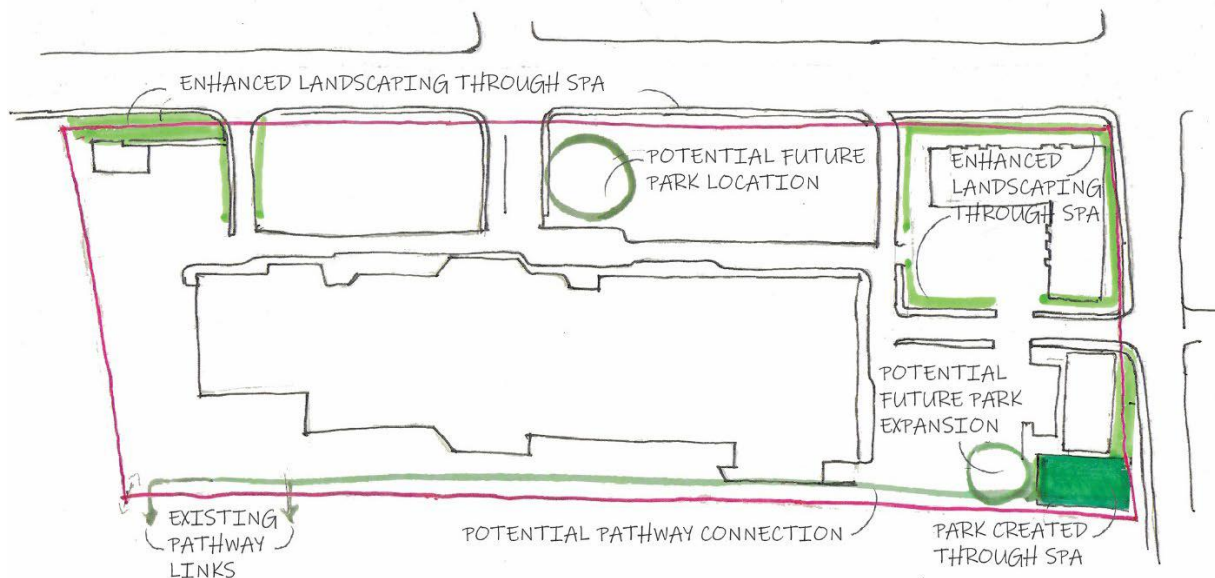 ENHANCED LANDSCAPING THROUGH SPA
POTENTIAL FUTURE
PARK LOCATION
ENHANCED
LANDSCAPING
THROUGH SPA
POTENTIAL
FUTURE PARK
EXPANSION
EXISTING
PATHWAY
LINKS
POTENTIAL PATHWAY CONNECTION
PARK CREATED
THROUGH SPA